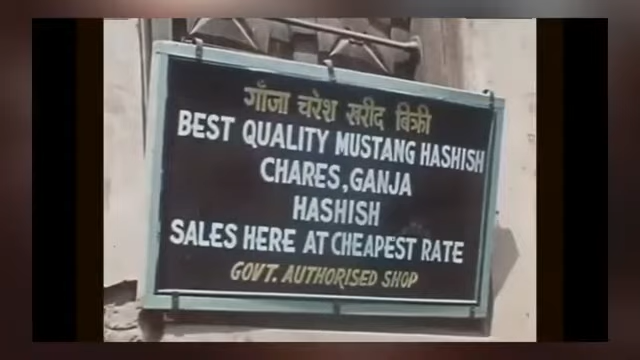 गाँजा चरेश खरीद बिक्री
BEST QUALITY MUSTANG HASHISH
CHARES, GANJA
HASHISH
SALES HERE AT CHEAPEST RATE
GOVT. AUTHORISED SHOP